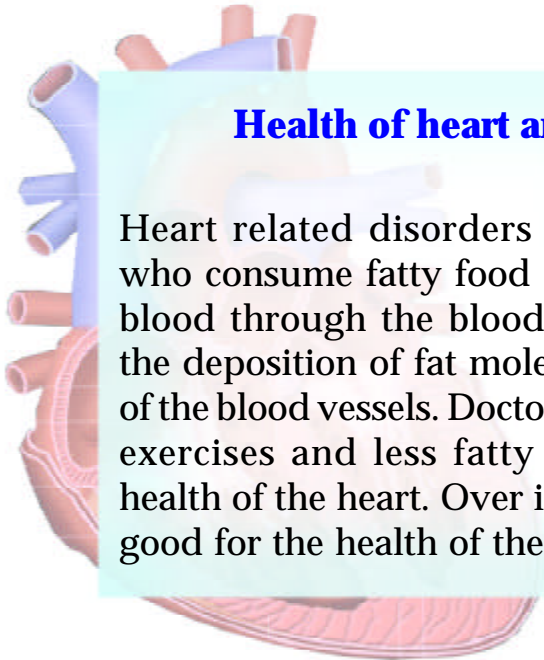 Health of heart
Heart related disorders
who consume fatty food
blood through the blood
the deposition of fat mole
of the blood vessels. Docto
exercises and less fatty
health of the heart. Over i
good for the health of the